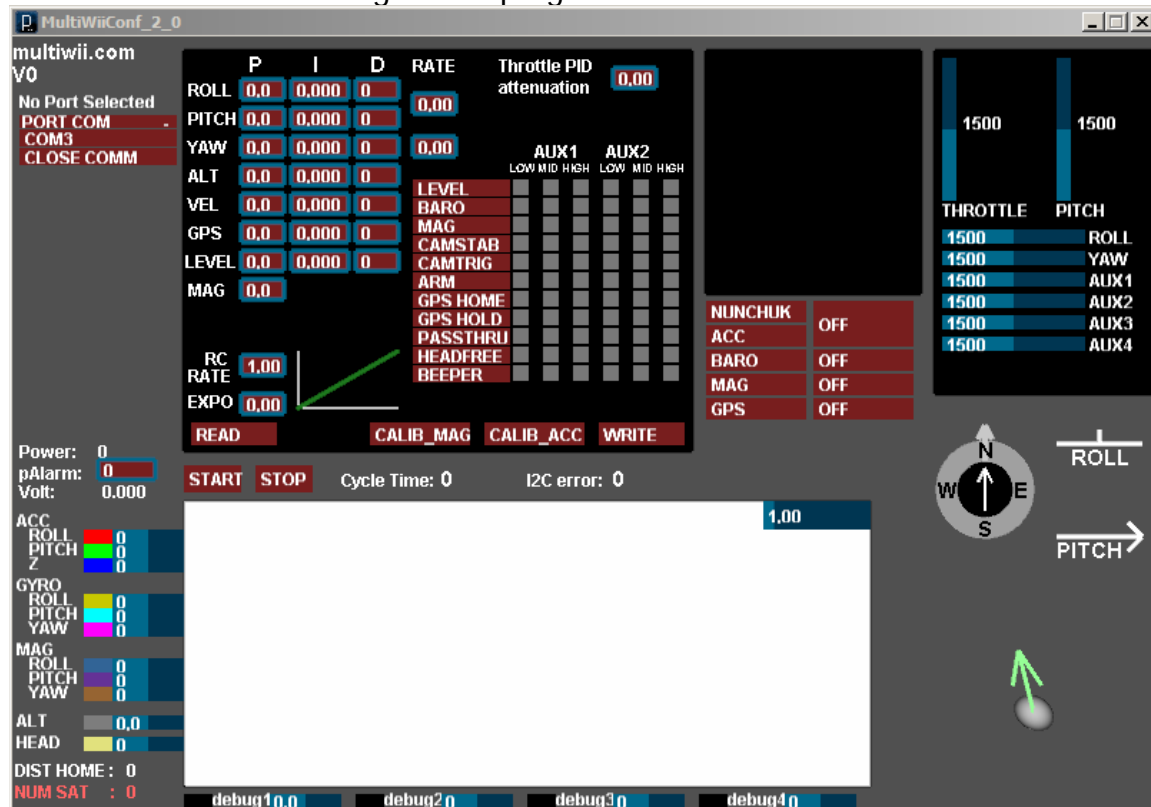 MultiWiiConf_2_0
multiwii.com
V0
No Port Selected
PORT COM -
COM3
CLOSE COMM
P I D RATE Throttle PID
attenuation 0,00
ROLL 0,0 0,000 0
0,00
PITCH 0,0 0,000 0
YAW 0,0 0,000 0 0,00
ALT 0,0 0,000 0
VEL 0,0 0,000 0
GPS 0,0 0,000 0
LEVEL 0,0 0,000 0
MAG 0,0
AUX1 AUX2
LOW MID HIGH LOW MID HIGH
LEVEL
BARO
MAG
CAMSTAB
CAMTRIG
ARM
GPS HOME
GPS HOLD
PASSTHRU
HEADFREE
BEEPER
RC
RATE 1,00
EXPO 0,00
READ CALIB_MAG CALIB_ACC WRITE
NUNCHUK
ACC OFF
BARO OFF
MAG OFF
GPS OFF
1500 1500
THROTTLE PITCH
1500 ROLL
1500 YAW
1500 AUX1
1500 AUX2
1500 AUX3
1500 AUX4
N
W E
S
ROLL
PITCH
Power: 0
pAlarm: 0
Volt: 0.000
START STOP Cycle Time: 0 I2C error: 0
1,00
ACC
ROLL 0
PITCH 0
Z 0
GYRO
ROLL 0
PITCH 0
YAW 0
MAG
ROLL 0
PITCH 0
YAW 0
ALT 0,0
HEAD 0
DIST HOME : 0
NUM SAT : 0
debug1 0,0 debug2 0 debug3 0 debug4 0